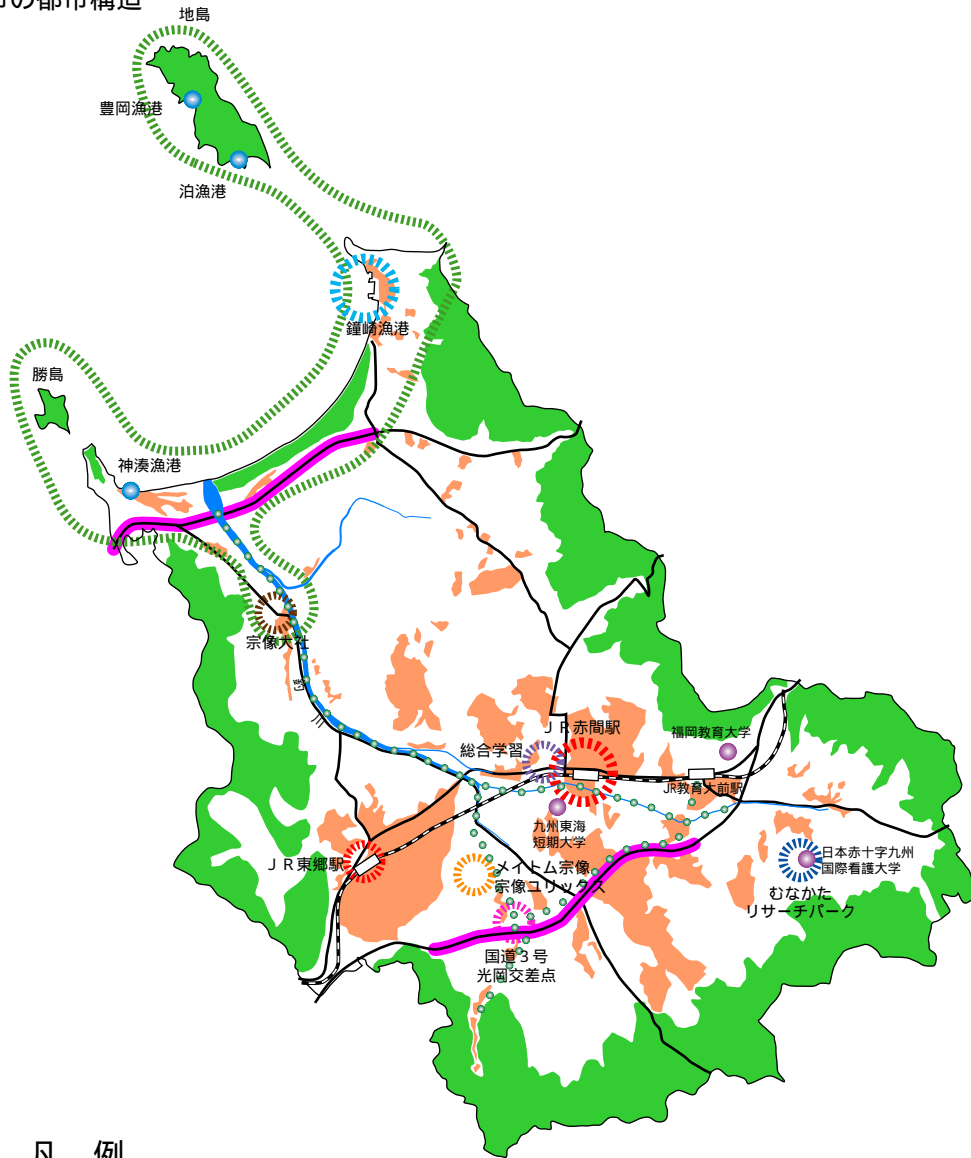 の都市構造
地島
豊岡漁港
泊漁港
鐘崎漁港
勝島
神湊漁港
宗像大社
川
ＪＲ赤間駅
総合学習
福岡教育大学
JR教育大前駅
九州東海
短期大学
ＪＲ東郷駅
メイトム宗像
宗像ユリックス
日本赤十字九州
国際看護大学
むなかた
リサーチパーク
国道３号
光岡交差点
凡 例